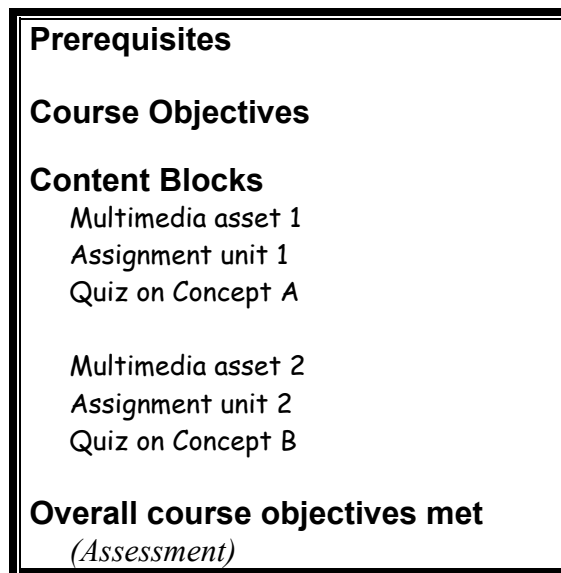 Prerequisites
Course Objectives
Content Blocks
Multimedia asset 1
Assignment unit 1
Quiz on Concept A
Multimedia asset 2
Assignment unit 2
Quiz on Concept B
Overall course objectives met
(Assessment)